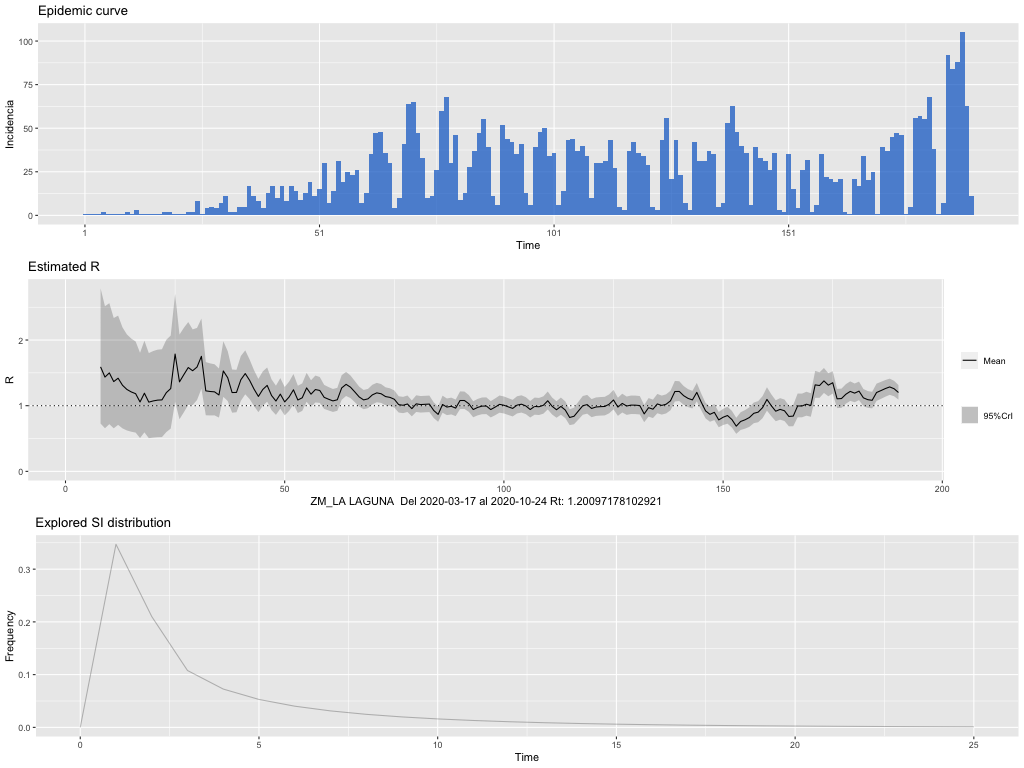 Epidemic curve
100
75
50
25
0
Incidencia
1 51 101 151
Time
Estimated R
2
1
0
R
0 50 100 150 200
Mean
95%CrI
ZM_LA LAGUNA Del 2020-03-17 al 2020-10-24 Rt: 1.20097178102921
Explored SI distribution
0.3
0.2
0.1
0.0
Frequency
0 5 10 15 20 25
Time